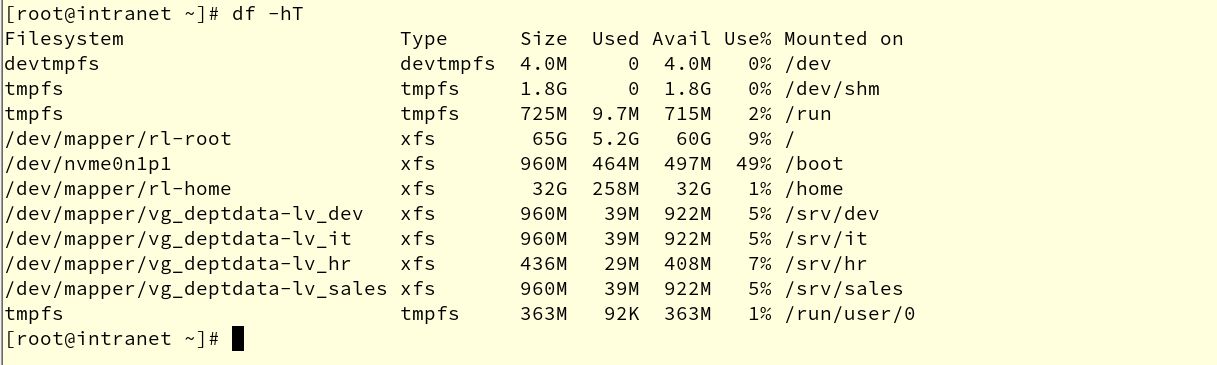 [root@intranet ~]# df -hT
Filesystem                        Type      Size  Used Avail Use% Mounted on
devtmpfs                          devtmpfs  4.0M     0  4.0M   0% /dev
tmpfs                             tmpfs     1.8G     0  1.8G   0% /dev/shm
tmpfs                             tmpfs     725M  9.7M  715M   2% /run
/dev/mapper/rl-root               xfs        65G  5.2G   60G   9% /
/dev/nvme0n1p1                    xfs       960M  464M  497M  49% /boot
/dev/mapper/rl-home               xfs        32G  258M   32G   1% /home
/dev/mapper/vg_deptdata-lv_dev    xfs       960M   39M  922M   5% /srv/dev
/dev/mapper/vg_deptdata-lv_it     xfs       960M   39M  922M   5% /srv/it
/dev/mapper/vg_deptdata-lv_hr     xfs       436M   29M  408M   7% /srv/hr
/dev/mapper/vg_deptdata-lv_sales  xfs       960M   39M  922M   5% /srv/sales
tmpfs                             tmpfs     363M   92K  363M   1% /run/user/0
[root@intranet ~]#